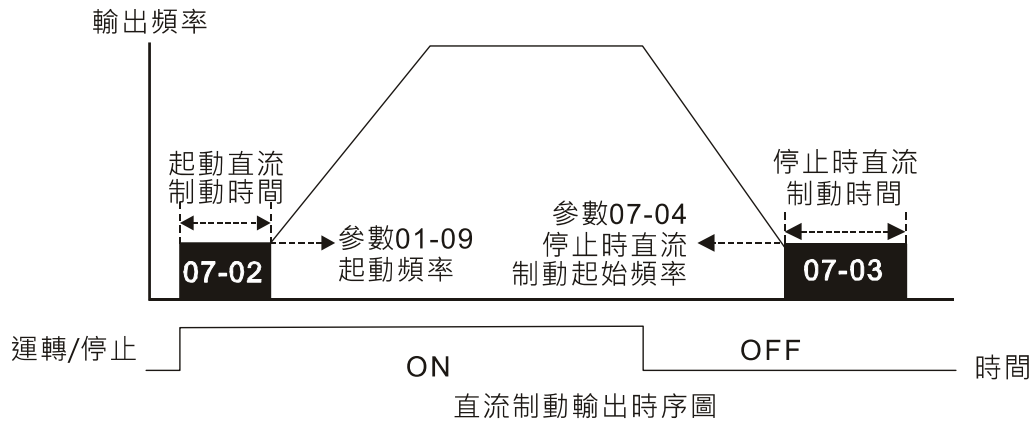 輸出頻率
起動直流
制動時間
07-02
參數01-09
起動頻率
參數07-04
停止時直流
制動起始頻率
停止時直流
制動時間
07-03
運轉/停止
ON
OFF
時間
直流制動輸出時序圖